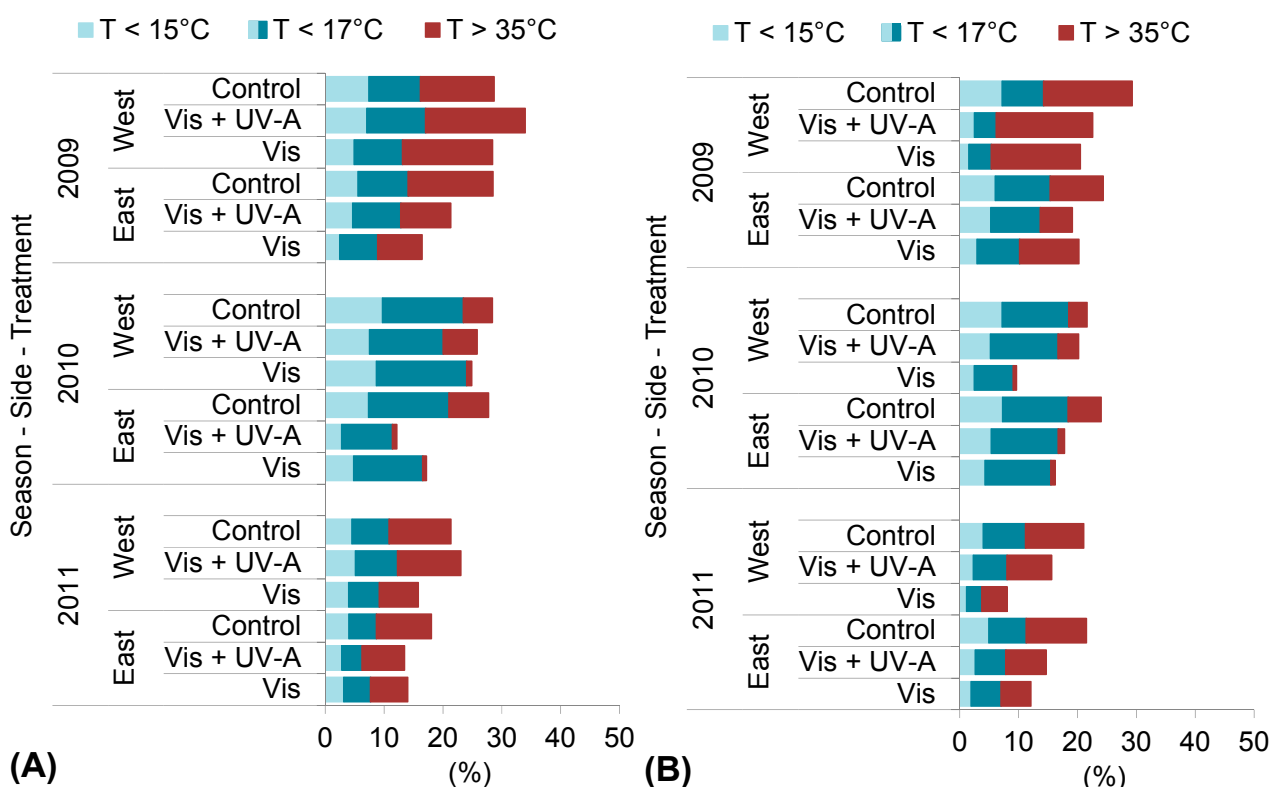 T < 15°C T < 17°C T > 35°C
Season - Side - Treatment
2009
West
Control
Vis + UV-A
Vis
East
Control
Vis + UV-A
Vis
2010
West
Control
Vis + UV-A
Vis
East
Control
Vis + UV-A
Vis
2011
West
Control
Vis + UV-A
Vis
East
Control
Vis + UV-A
Vis
0 10 20 30 40 50
(%)
(A)
T < 15°C T < 17°C T > 35°C
Season - Side - Treatment
2009
West
Control
Vis + UV-A
Vis
East
Control
Vis + UV-A
Vis
2010
West
Control
Vis + UV-A
Vis
East
Control
Vis + UV-A
Vis
2011
West
Control
Vis + UV-A
Vis
East
Control
Vis + UV-A
Vis
0 10 20 30 40 50
(%)
(B)